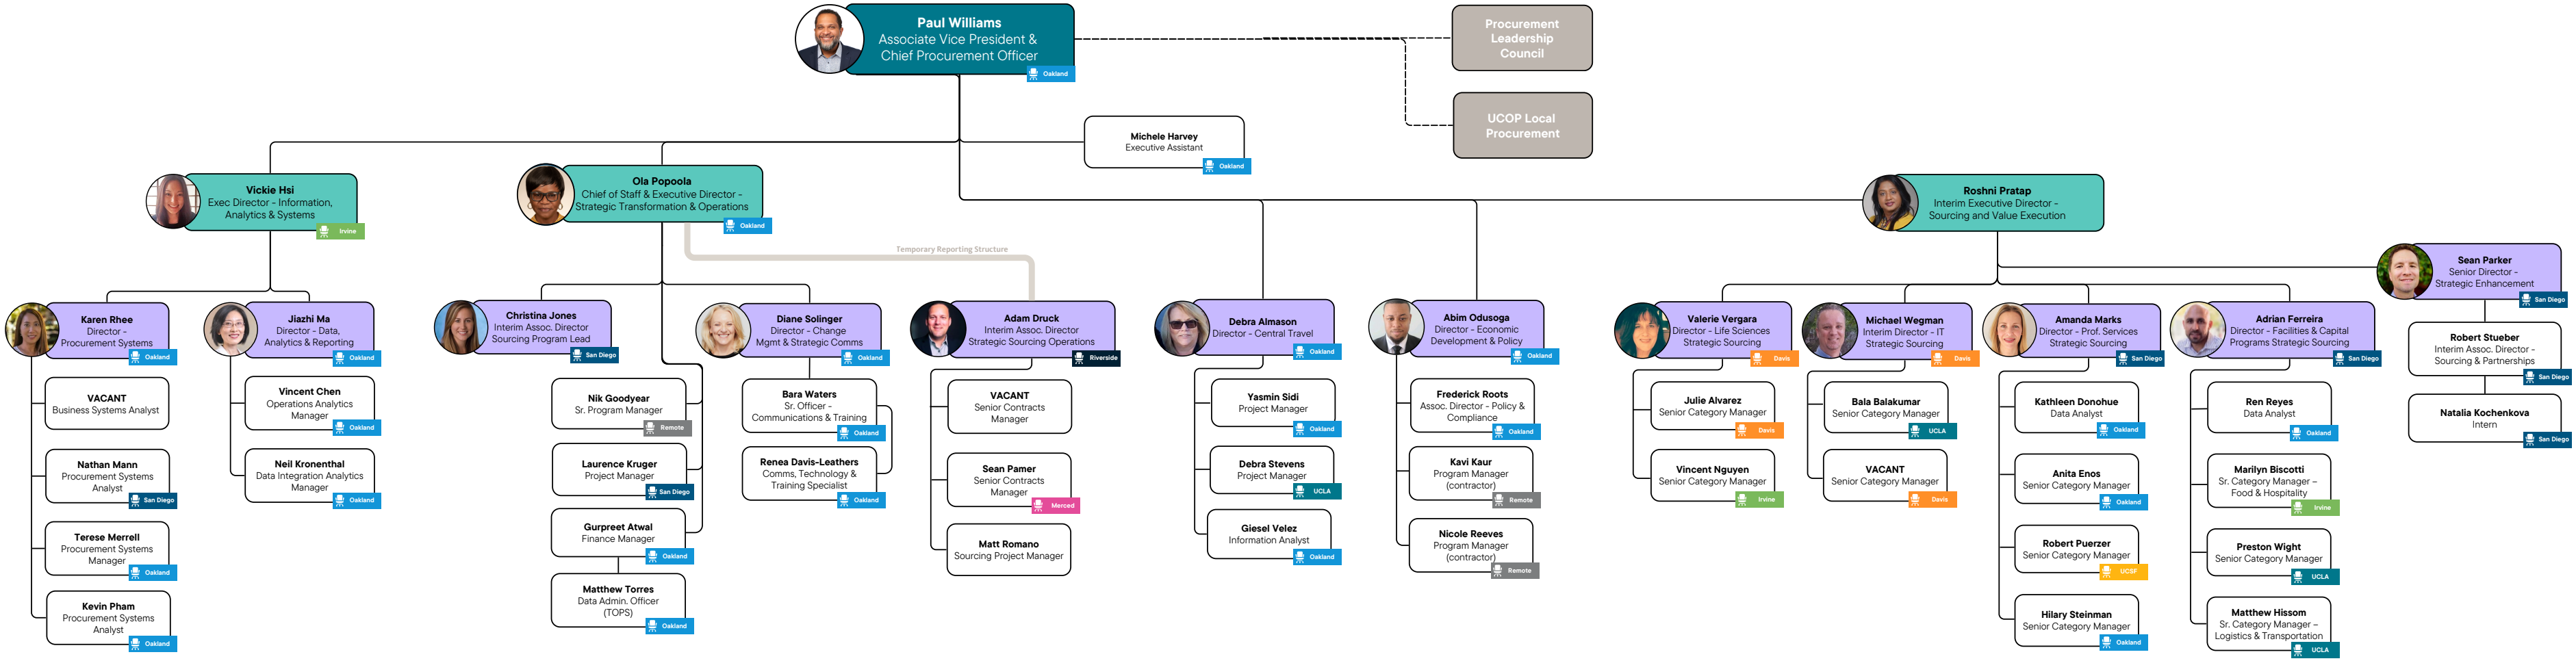 Paul Williams
Associate Vice President &
Chief Procurement Officer
Oakland
Procurement
Leadership
Council
UCOP Local
Procurement
Michele Harvey
Executive Assistant
Oakland
Vickie Hsi
Exec Director - Information,
Analytics & Systems
Irvine
Ola Popoola
Chief of Staff & Executive Director -
Strategic Transformation & Operations
Oakland
Temporary Reporting Structure
Roshni Pratap
Interim Executive Director -
Sourcing and Value Execution
Sean Parker
Senior Director -
Strategic Enhancement
San Diego
Robert Stueber
Interim Assoc. Director -
Sourcing & Partnerships
San Diego
Natalia Kochenkova
Intern
San Diego
Karen Rhee
Director -
Procurement Systems
Oakland
VACANT
Business Systems Analyst
Nathan Mann
Procurement Systems
Analyst
San Diego
Terese Merrell
Procurement Systems
Manager
Oakland
Kevin Pham
Procurement Systems
Analyst
Oakland
Jiazhi Ma
Director - Data,
Analytics & Reporting
Oakland
Vincent Chen
Operations Analytics
Manager
Oakland
Neil Kronenthal
Data Integration Analytics
Manager
Oakland
Christina Jones
Interim Assoc. Director
Sourcing Program Lead
San Diego
Nik Goodyear
Sr. Program Manager
Remote
Laurence Kruger
Project Manager
San Diego
Gurpreet Atwal
Finance Manager
Oakland
Matthew Torres
Data Admin. Officer
(TOPS)
Oakland
Diane Solinger
Director - Change
Mgmt & Strategic Comms
Oakland
Bara Waters
Sr. Officer -
Communications & Training
Oakland
Renea Davis-Leathers
Comms, Technology &
Training Specialist
Oakland
Adam Druck
Interim Assoc. Director
Strategic Sourcing Operations
Riverside
VACANT
Senior Contracts
Manager
Sean Pamer
Senior Contracts
Manager
Merced
Matt Romano
Sourcing Project Manager
Debra Almason
Director - Central Travel
Oakland
Yasmin Sidi
Project Manager
Oakland
Debra Stevens
Project Manager
UCLA
Giesel Velez
Information Analyst
Oakland
Abim Odusoga
Director - Economic
Development & Policy
Oakland
Frederick Roots
Assoc. Director - Policy &
Compliance
Oakland
Kavi Kaur
Program Manager
(contractor)
Remote
Nicole Reeves
Program Manager
(contractor)
Remote
Valerie Vergara
Director - Life Sciences
Strategic Sourcing
Davis
Julie Alvarez
Senior Category Manager
Davis
Vincent Nguyen
Senior Category Manager
Irvine
Michael Wegman
Interim Director - IT
Strategic Sourcing
Davis
Bala Balakumar
Senior Category Manager
UCLA
VACANT
Senior Category Manager
Davis
Amanda Marks
Director - Prof. Services
Strategic Sourcing
San Diego
Kathleen Donohue
Data Analyst
Oakland
Anita Enos
Senior Category Manager
Oakland
Robert Puerzer
Senior Category Manager
UCSF
Hilary Steinman
Senior Category Manager
Oakland
Adrian Ferreira
Director - Facilities & Capital
Programs Strategic Sourcing
San Diego
Ren Reyes
Data Analyst
Oakland
Marilyn Biscotti
Sr. Category Manager –
Food & Hospitality
Irvine
Preston Wight
Senior Category Manager
UCLA
Matthew Hissom
Sr. Category Manager –
Logistics & Transportation
UCLA